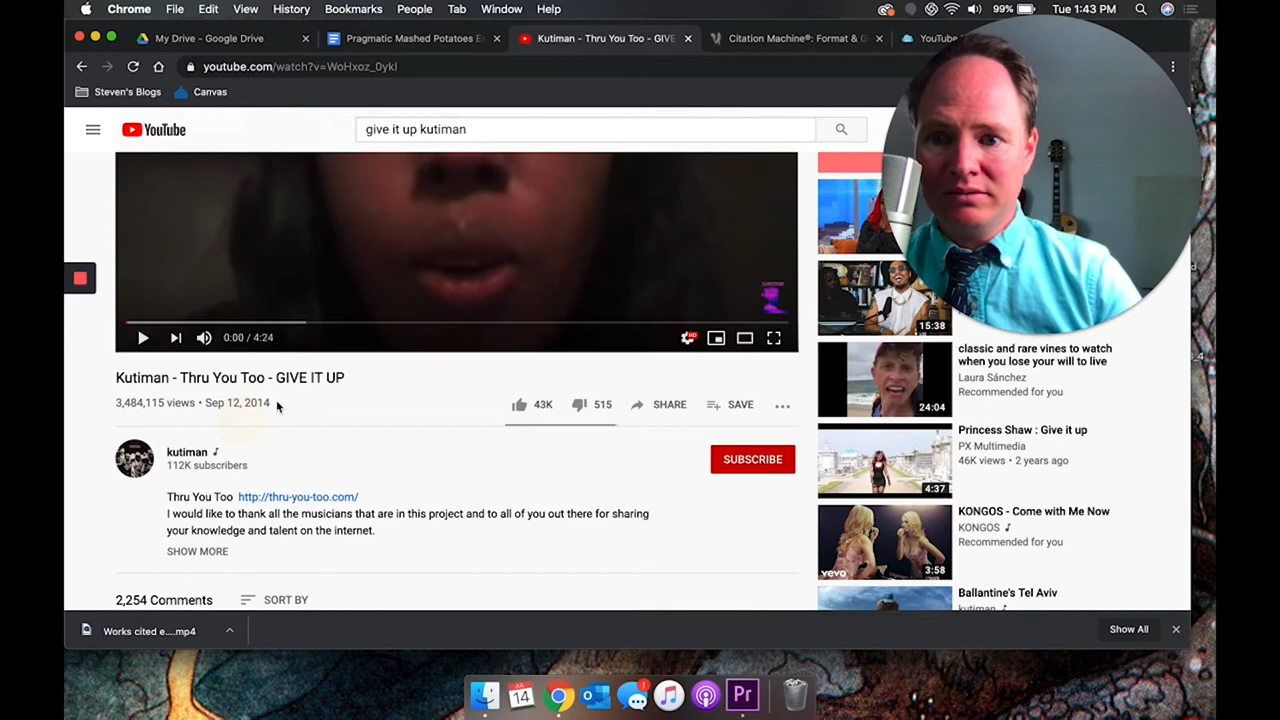 Chrome File Edit View History Bookmarks People Tab Window Help 99% Tue 1:43 PM
My Drive - Google Drive Pragmatic Mashed Potatoes E Kutiman - Thru You Too - GIVE Citation Machine®: Format & G YouTube
youtube.com/watch?v=WoHxoz_0ykI
Steven's Blogs Canvas
YouTube give it up kutiman
15:38
0:00 / 4:24 HD
Kutiman - Thru You Too - GIVE IT UP
3,484,115 views • Sep 12, 2014 43K 515 SHARE SAVE
kutiman
112K subscribers
SUBSCRIBE
Thru You Too http://thru-you-too.com/
I would like to thank all the musicians that are in this project and to all of you out there for sharing
your knowledge and talent on the internet.
SHOW MORE
2,254 Comments SORT BY
classic and rare vines to watch
when you lose your will to live
Laura Sánchez
Recommended for you
24:04
Princess Shaw : Give it up
PX Multimedia
46K views • 2 years ago
4:37
KONGOS - Come with Me Now
KONGOS
Recommended for you
vevo 3:58
Ballantine's Tel Aviv
kutiman
Works cited e....mp4 Show All
JUL 14 1 Pr